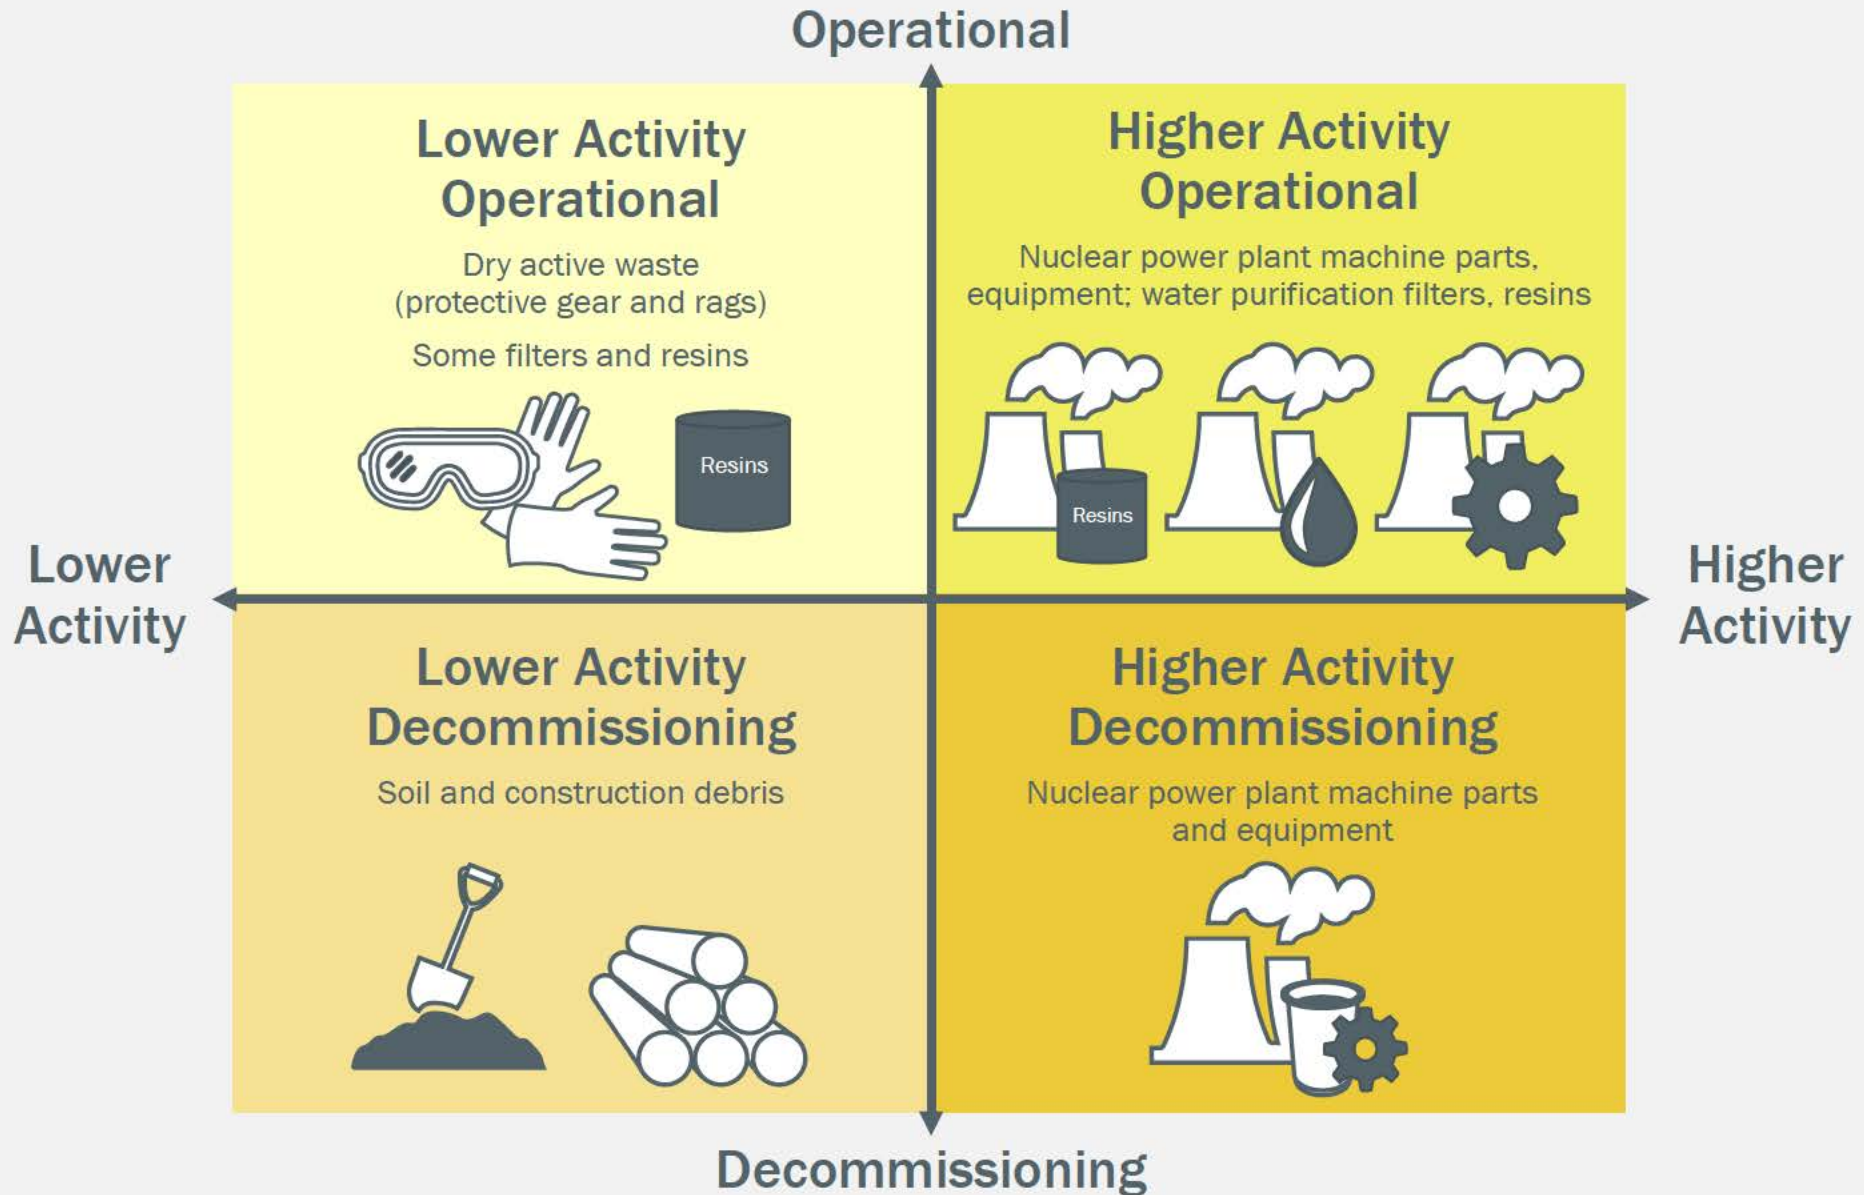 Operational
Lower Activity
Operational
Dry active waste
(protective gear and rags)
Some filters and resins
Resins
Higher Activity
Operational
Nuclear power plant machine parts,
equipment; water purification filters, resins
Resins
Lower
Activity
Higher
Activity
Lower Activity
Decommissioning
Soil and construction debris
Higher Activity
Decommissioning
Nuclear power plant machine parts
and equipment
Decommissioning